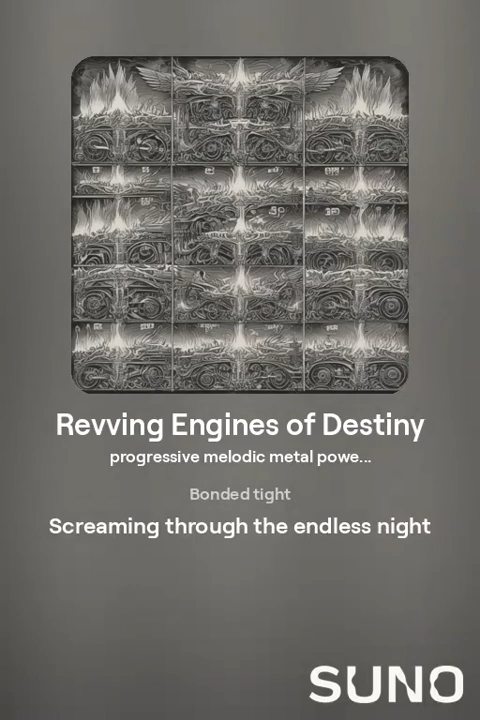 Revving Engines of Destiny
progressive melodic metal powe...
Bonded tight
Screaming through the endless night
SUNO